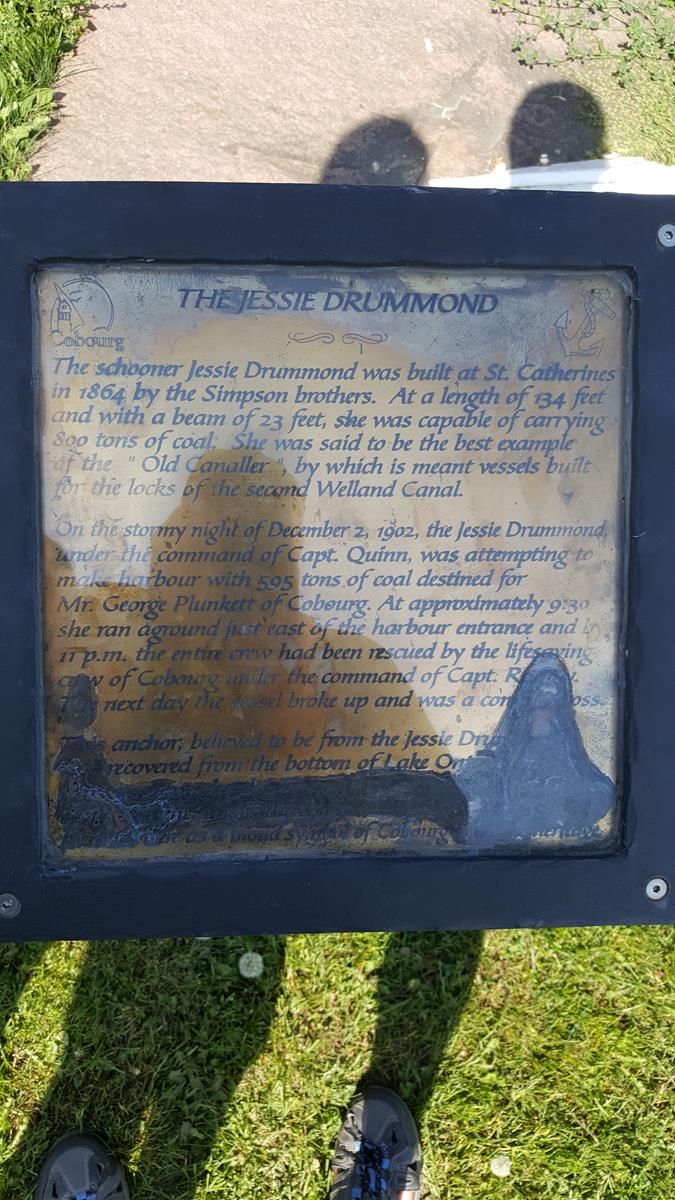 THE JESSIE DRUMMOND
Cobourg
The schooner Jessie Drummond was built at St. Catherines
in 1864 by the Simpson brothers. At a length of 134 feet
and with a beam of 23 feet, she was capable of carrying
800 tons of coal. She was said to be the best example
of the " Old Canaller " by which is meant vessels built
for the locks of the second Welland Canal.
On the stormy night of December 2, 1902, the Jessie Drummond,
under the command of Capt. Quinn, was attempting to
make harbour with 595 tons of coal destined for
Mr. George Plunkett of Cobourg. At approximately 9:30
she ran aground just east of the harbour entrance and by
11 p.m. the entire crew had been rescued by the lifesaving
crew of Cobourg under the command of Capt.
The next day the vessel broke up and was a loss.
This anchor, believed to be from the Jessie
recovered from the bottom of Lake
as a proud symbol of Cobourg